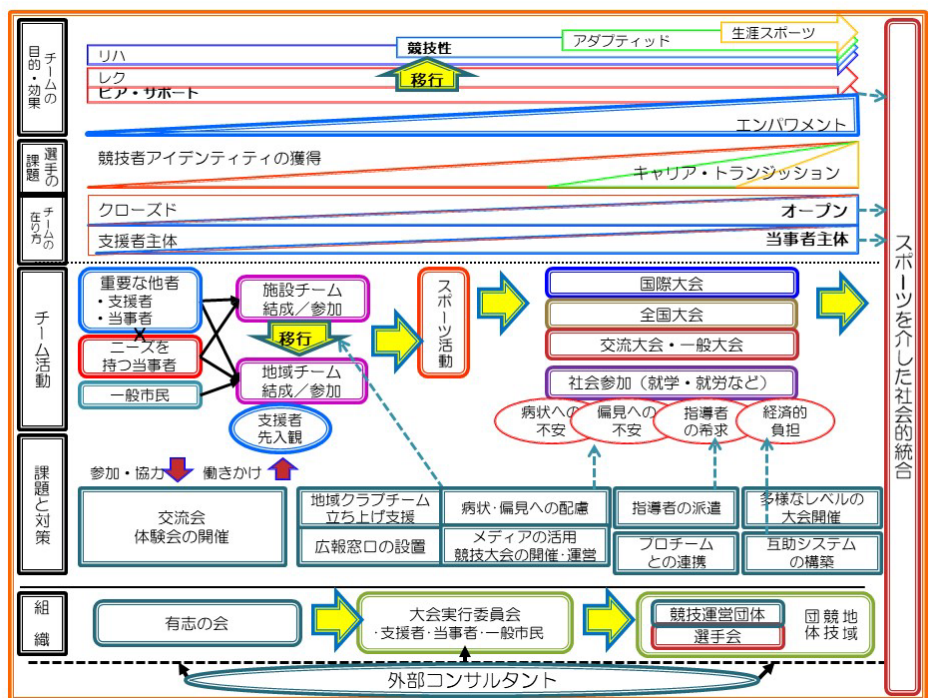 チームの
目的・効果
リハ
レク
ピア・サポート
競技性
移行
アダプティッド
生涯スポーツ
エンパワメント
選手の
課題
競技者アイデンティティの獲得
キャリア・トランジッション
チームの
在り方
クローズド
オープン
支援者主体
当事者主体
チーム活動
重要な他者
・支援者
・当事者
×
ニーズを
持つ当事者
一般市民
施設チーム
結成／参加
移行
地域チーム
結成／参加
支援者
先入観
スポーツ活動
国際大会
全国大会
交流大会・一般大会
社会参加（就学・就労など）
病状への
不安
偏見への
不安
指導者
の希求
経済的
負担
課題と対策
参加・協力
働きかけ
交流会
体験会の開催
地域クラブチーム
立ち上げ支援
広報窓口の設置
病状・偏見への配慮
メディアの活用
競技大会の開催・運営
指導者の派遣
プロチーム
との連携
多様なレベルの
大会開催
互助システム
の構築
組織
有志の会
大会実行委員会
・支援者・当事者・一般市民
競技運営団体
選手会
地域
競技
団体
外部コンサルタント
スポーツを介した社会的統合